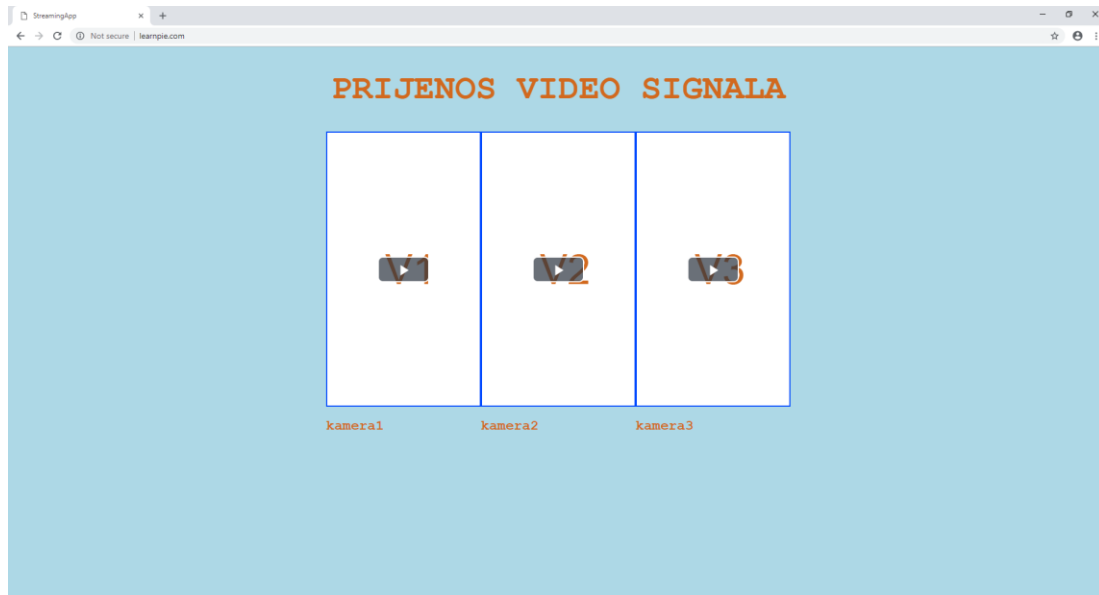 StreamingApp
Not secure | learnpie.com
PRIJENOS VIDEO SIGNALA
V1 V2 V3
kamera1 kamera2 kamera3